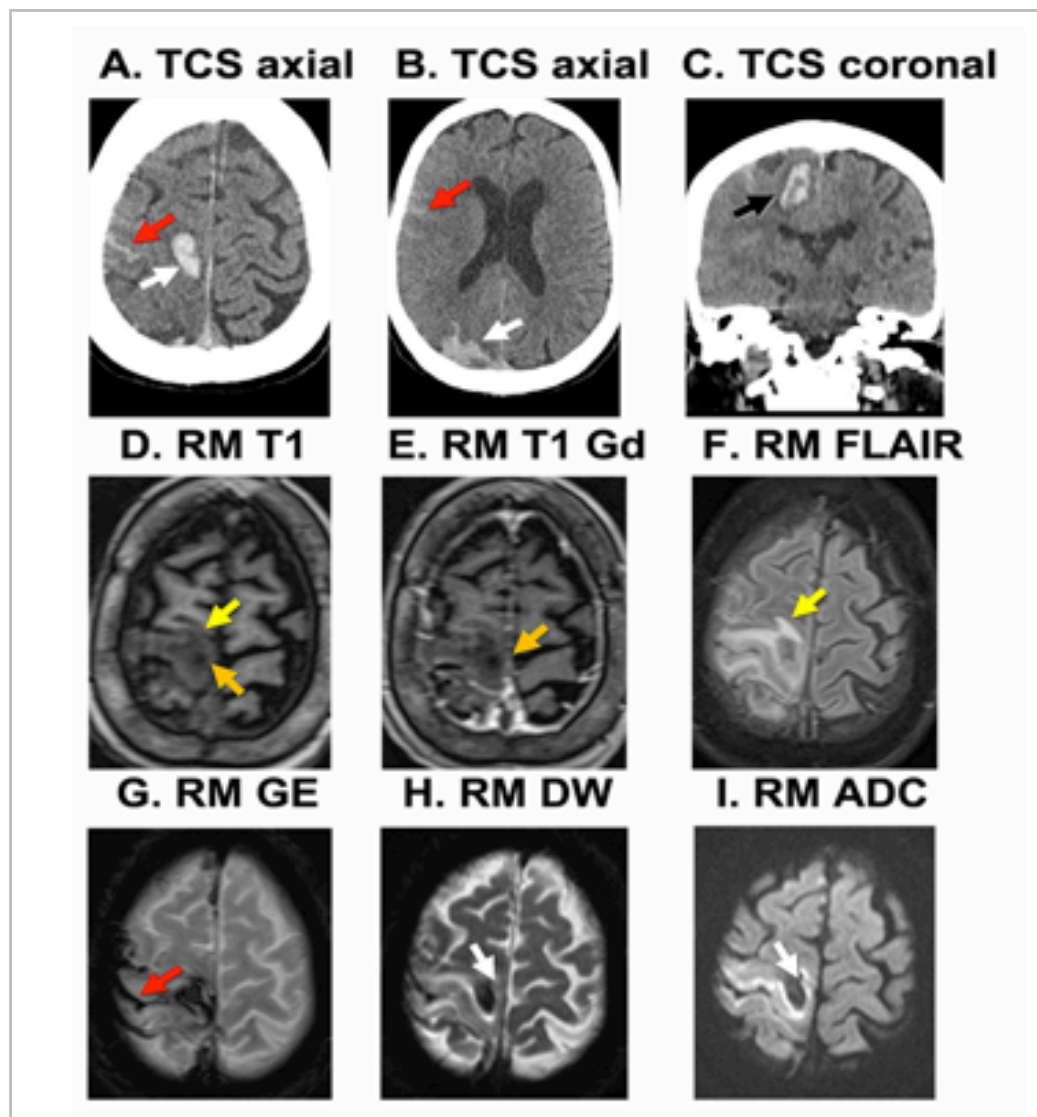 A. TCS axial B. TCS axial C. TCS coronal
D. RM T1 E. RM T1 Gd F. RM FLAIR
G. RM GE H. RM DW I. RM ADC